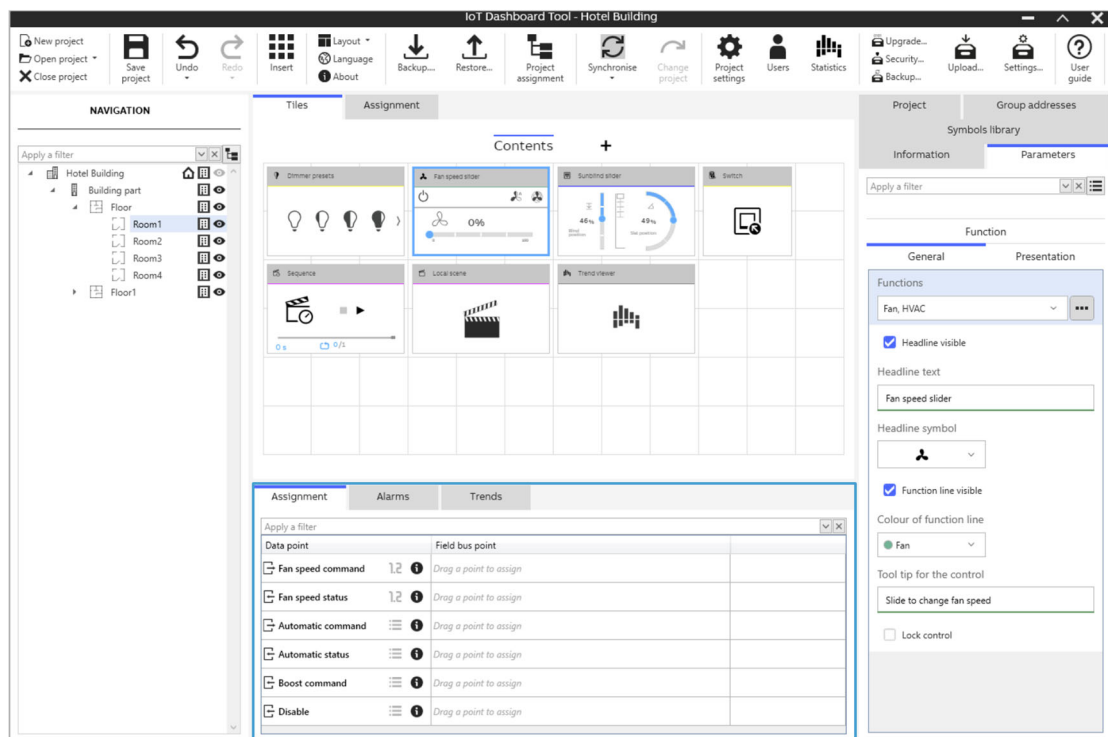 IoT Dashboard Tool - Hotel Building
New project
Open project
Close project
Save project
Undo
Redo
Insert
Layout
Language
About
Backup...
Restore...
Project assignment
Synchronise
Change project
Project settings
Users
Statistics
Upgrade...
Security...
Backup...
Upload...
Settings...
User guide
NAVIGATION
Apply a filter
Hotel Building
Building part
Floor
Room1
Room2
Room3
Room4
Floor1
Tiles
Assignment
Contents
Dimmer presets
Fan speed slider
0%
Sunblind slider
46%
Blind position
49%
Slat position
Switch
Sequence
0 s
0/1
Local scene
Trend viewer
Assignment
Alarms
Trends
Apply a filter
Data point Field bus point
Fan speed command 1.2 Drag a point to assign
Fan speed status 1.2 Drag a point to assign
Automatic command Drag a point to assign
Automatic status Drag a point to assign
Boost command Drag a point to assign
Disable Drag a point to assign
Project
Group addresses
Symbols library
Information
Parameters
Apply a filter
Function
General
Presentation
Functions
Fan, HVAC
Headline visible
Headline text
Fan speed slider
Headline symbol
Function line visible
Colour of function line
Fan
Tool tip for the control
Slide to change fan speed
Lock control